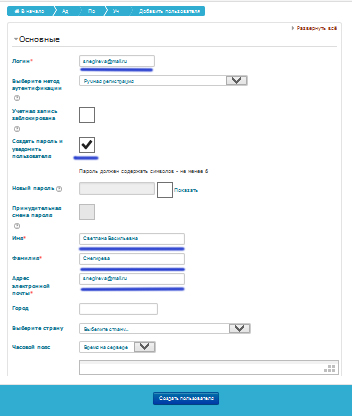 В начало Ад По Уч Добавить пользователя
Развернуть всё
Основные
Логин*
snegireva@mail.ru
Выберите метод
аутентификации
Ручная регистрация
Учетная запись
заблокирована
Создать пароль и
уведомить
пользователя
Пароль должен содержать символов - не менее 6
Новый пароль
Показать
Принудительная
смена пароля
Имя*
Светлана Васильевна
Фамилия*
Снегирева
Адрес
электронной
почты*
snegireva@mail.ru
Город
Выберите страну
Выберите страну...
Часовой пояс
Время на сервере
Создать пользователя